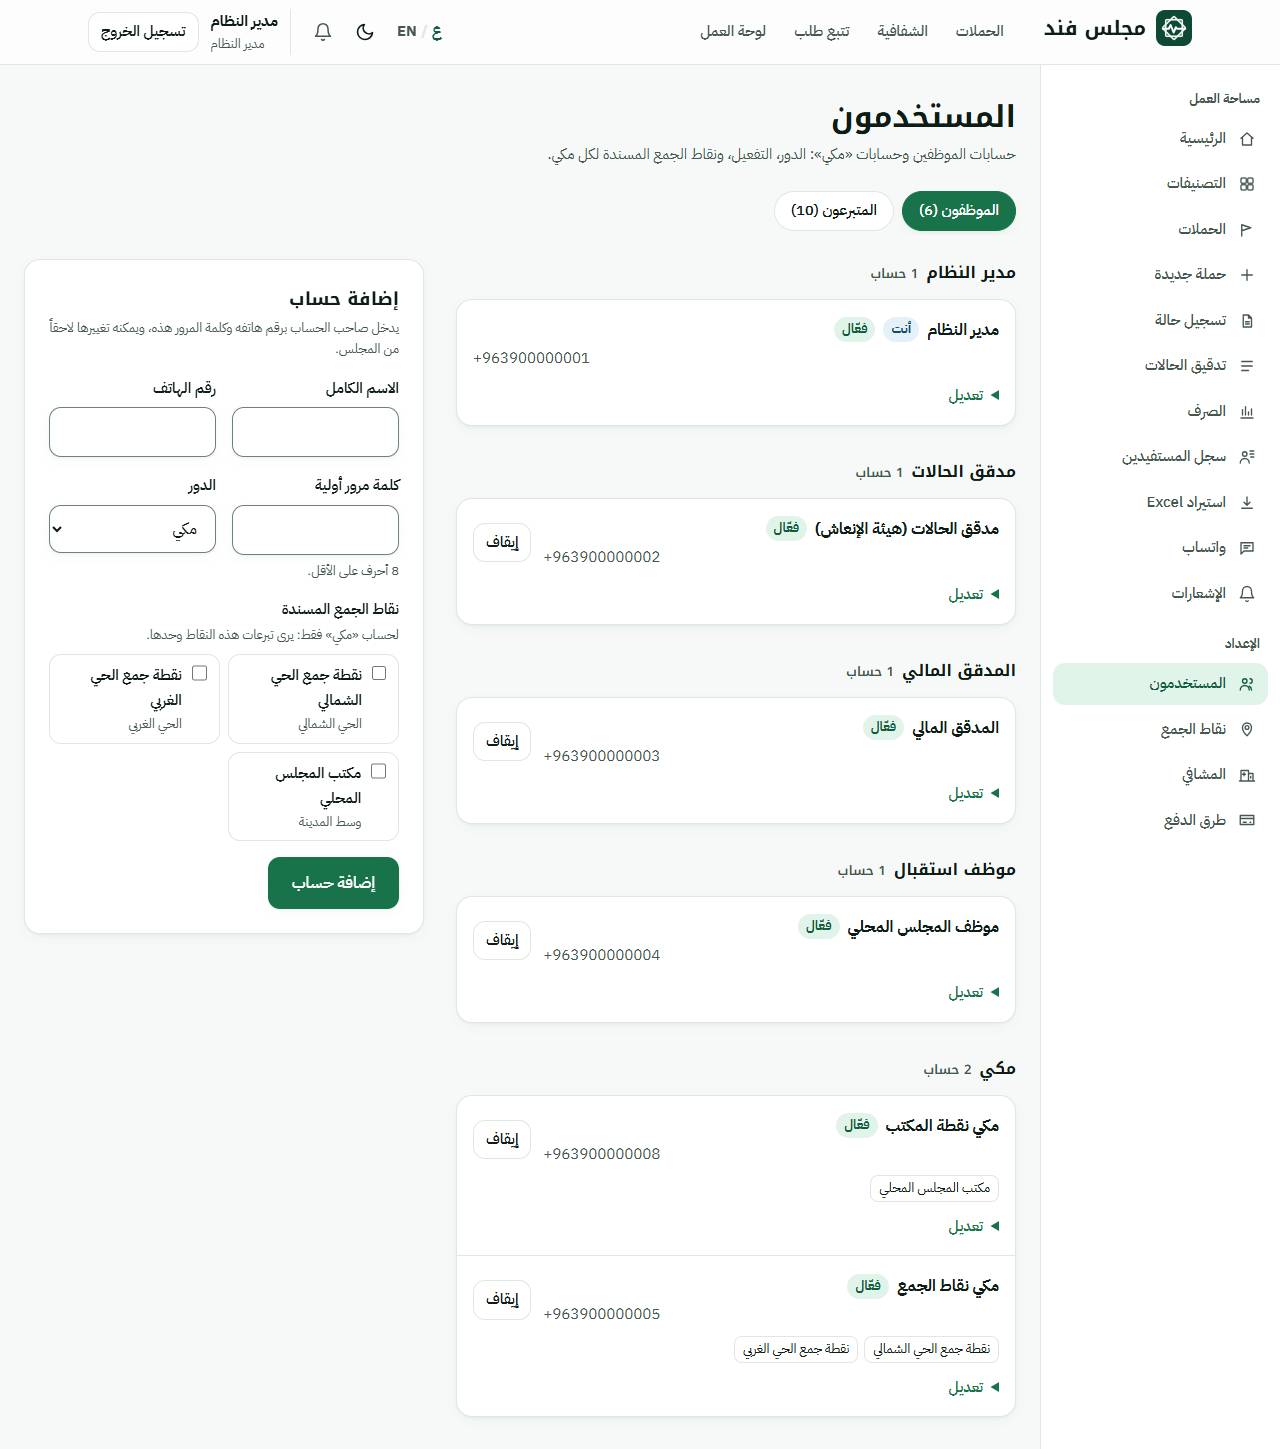 مجلس فند
الحملات
الشفافية
تتبع طلب
لوحة العمل
ع / EN
مدير النظام
مدير النظام
تسجيل الخروج
مساحة العمل
الرئيسية
التصنيفات
الحملات
حملة جديدة
تسجيل حالة
تدقيق الحالات
الصرف
سجل المستفيدين
استيراد Excel
واتساب
الإشعارات
الإعداد
المستخدمون
نقاط الجمع
المشافي
طرق الدفع
المستخدمون
حسابات الموظفين وحسابات «مكي»: الدور، التفعيل، ونقاط الجمع المسندة لكل مكي.
الموظفون (6)
المتبرعون (10)
مدير النظام 1 حساب
مدير النظام أنت فعّال
+963900000001
تعديل
مدقق الحالات 1 حساب
مدقق الحالات (هيئة الإنعاش) فعّال
+963900000002
إيقاف
تعديل
المدقق المالي 1 حساب
المدقق المالي فعّال
+963900000003
إيقاف
تعديل
موظف استقبال 1 حساب
موظف المجلس المحلي فعّال
+963900000004
إيقاف
تعديل
مكي 2 حساب
مكي نقطة المكتب فعّال
+963900000008
إيقاف
مكتب المجلس المحلي
تعديل
مكي نقاط الجمع فعّال
+963900000005
إيقاف
نقطة جمع الحي الشمالي
نقطة جمع الحي الغربي
تعديل
إضافة حساب
يدخل صاحب الحساب برقم هاتفه وكلمة المرور هذه، ويمكنه تغييرها لاحقاً
من المجلس.
الاسم الكامل
رقم الهاتف
كلمة مرور أولية
الدور
مكي
8 أحرف على الأقل.
نقاط الجمع المسندة
لحساب «مكي» فقط: يرى تبرعات هذه النقاط وحدها.
نقطة جمع الحي
الشمالي
الحي الشمالي
نقطة جمع الحي
الغربي
الحي الغربي
مكتب المجلس
المحلي
وسط المدينة
إضافة حساب